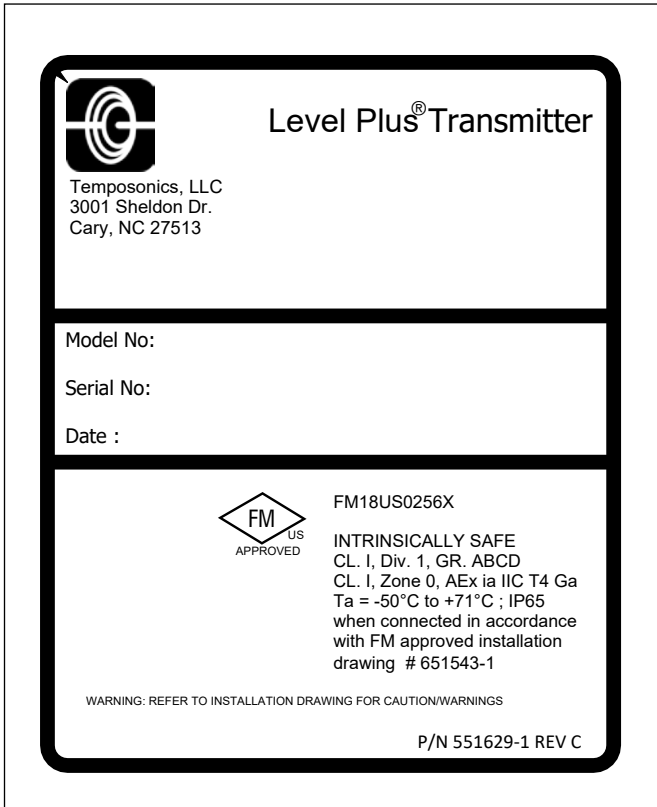 Level Plus® Transmitter
Temposonics, LLC
3001 Sheldon Dr.
Cary, NC 27513
Model No:
Serial No:
Date :
FM
US
APPROVED
FM18US0256X
INTRINSICALLY SAFE
CL. I, Div. 1, GR. ABCD
CL. I, Zone 0, AEx ia IIC T4 Ga
Ta = -50°C to +71°C ; IP65
when connected in accordance
with FM approved installation
drawing # 651543-1
WARNING: REFER TO INSTALLATION DRAWING FOR CAUTION/WARNINGS
P/N 551629-1 REV C